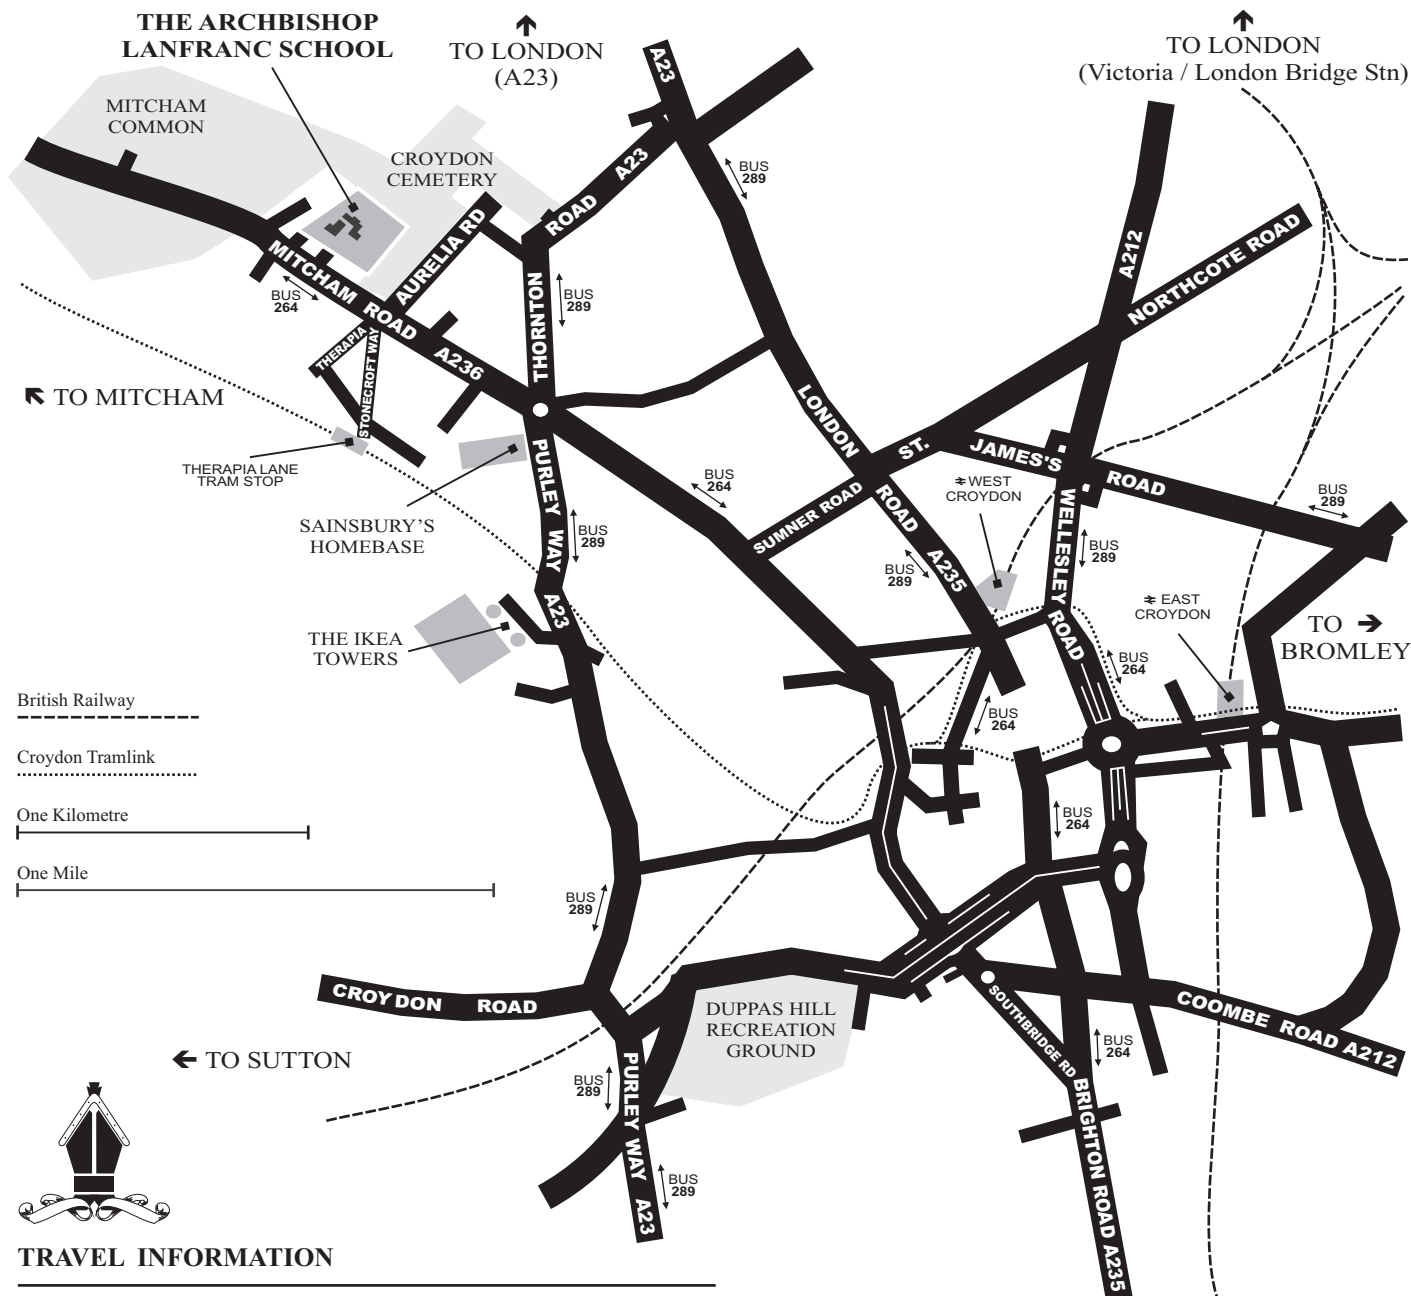 THE ARCHBISHOP
LANFRANC SCHOOL
TO LONDON
(A23)
TO LONDON
(Victoria / London Bridge Stn)
MITCHAM
COMMON
CROYDON
CEMETERY
A23
ROAD A23
BUS
289
AURELIA RD
MITCHAM ROAD A236
BUS
264
THORNTON
BUS
289
A212
NORTHCOTE ROAD
THERAPIA
STONECROFT WAY
TO MITCHAM
THERAPIA LANE
TRAM STOP
SAINSBURY'S
HOMEBASE
PURLEY WAY A23
BUS
289
LONDON ROAD A235
BUS
264
SUMNER ROAD
ST. JAMES'S ROAD
WEST
CROYDON
BUS
289
BUS
289
WELLESLEY ROAD
BUS
289
EAST
CROYDON
TO
BROMLEY
THE IKEA
TOWERS
BUS
264
BUS
264
British Railway
Croydon Tramlink
One Kilometre
One Mile
BUS
264
BUS
289
CROYDON ROAD
DUPPAS HILL
RECREATION
GROUND
SOUTHBRIDGE RD
COOMBE ROAD A212
BUS
264
TO SUTTON
BUS
289
PURLEY WAY A23
BUS
289
BRIGHTON ROAD A235
TRAVEL INFORMATION